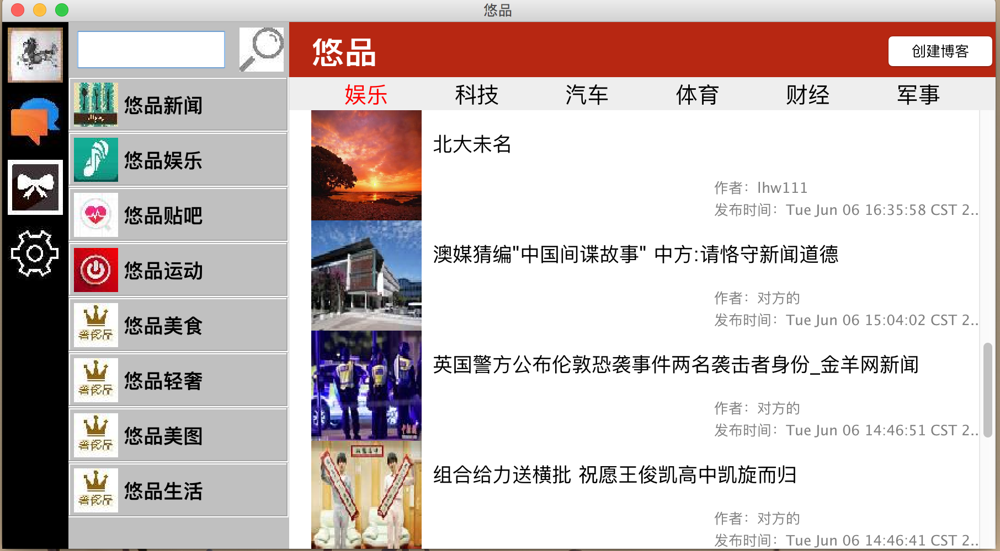 悠品
悠品
创建博客
娱乐 科技 汽车 体育 财经 军事
悠品新闻
悠品娱乐
悠品贴吧
悠品运动
悠品美食
悠品轻奢
悠品美图
悠品生活
北大未名
作者：lhw111
发布时间：Tue Jun 06 16:35:58 CST 2..
澳媒猜编"中国间谍故事" 中方:请恪守新闻道德
作者：对方的
发布时间：Tue Jun 06 15:04:02 CST 2..
英国警方公布伦敦恐袭事件两名袭击者身份_金羊网新闻
作者：对方的
发布时间：Tue Jun 06 14:46:51 CST 2..
组合给力送横批 祝愿王俊凯高中凯旋而归
作者：对方的
发布时间：Tue Jun 06 14:46:41 CST 2..